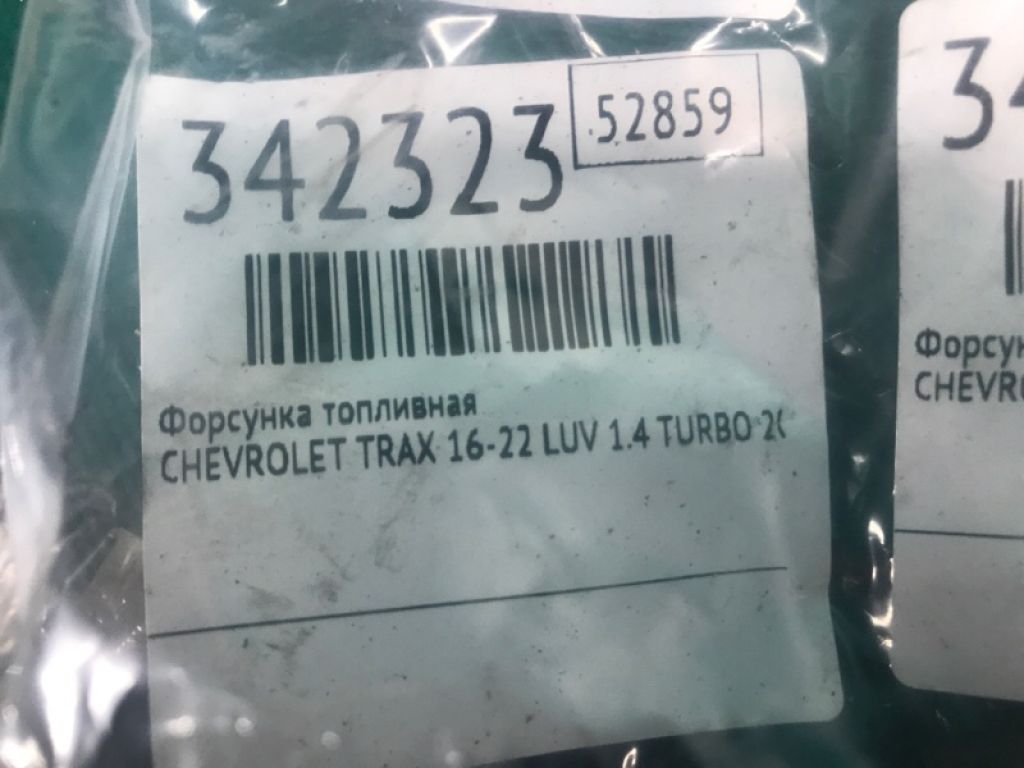 342323
52859
Форсунка топливная
CHEVROLET TRAX 16-22 LUV 1.4 TURBO